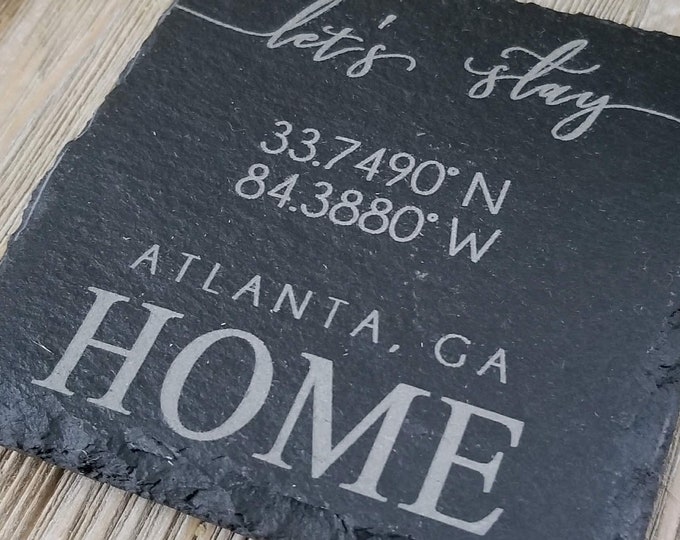 let's stay
33.7490° N
84.3880° W
ATLANTA, GA
HOME